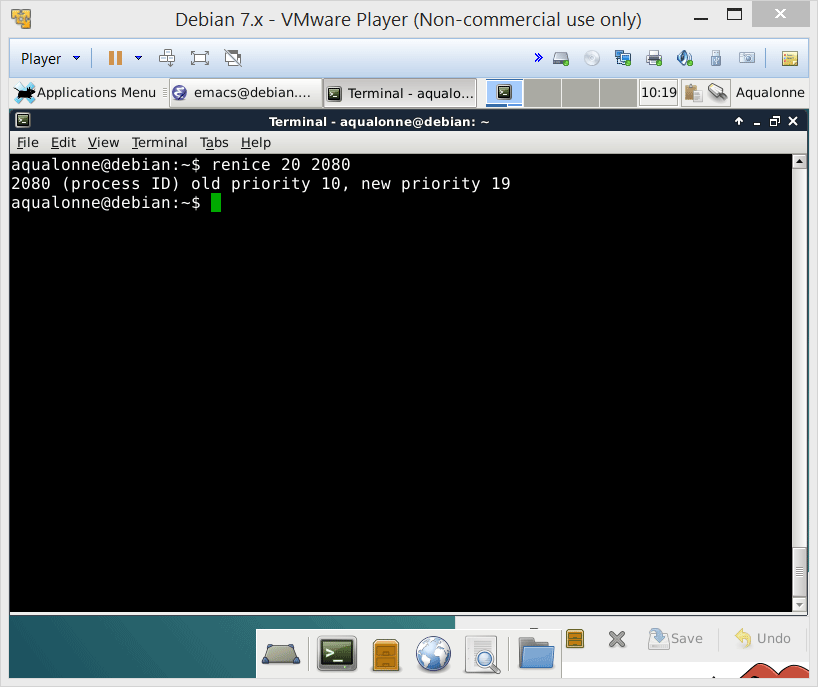 Debian 7.x - VMware Player (Non-commercial use only)
Player
Applications Menu emacs@debian.... Terminal - aqualo... 10:19 Aqualonne
Terminal - aqualonne@debian: ~
File Edit View Terminal Tabs Help
aqualonne@debian:~$ renice 20 2080
2080 (process ID) old priority 10, new priority 19
aqualonne@debian:~$
Save Undo